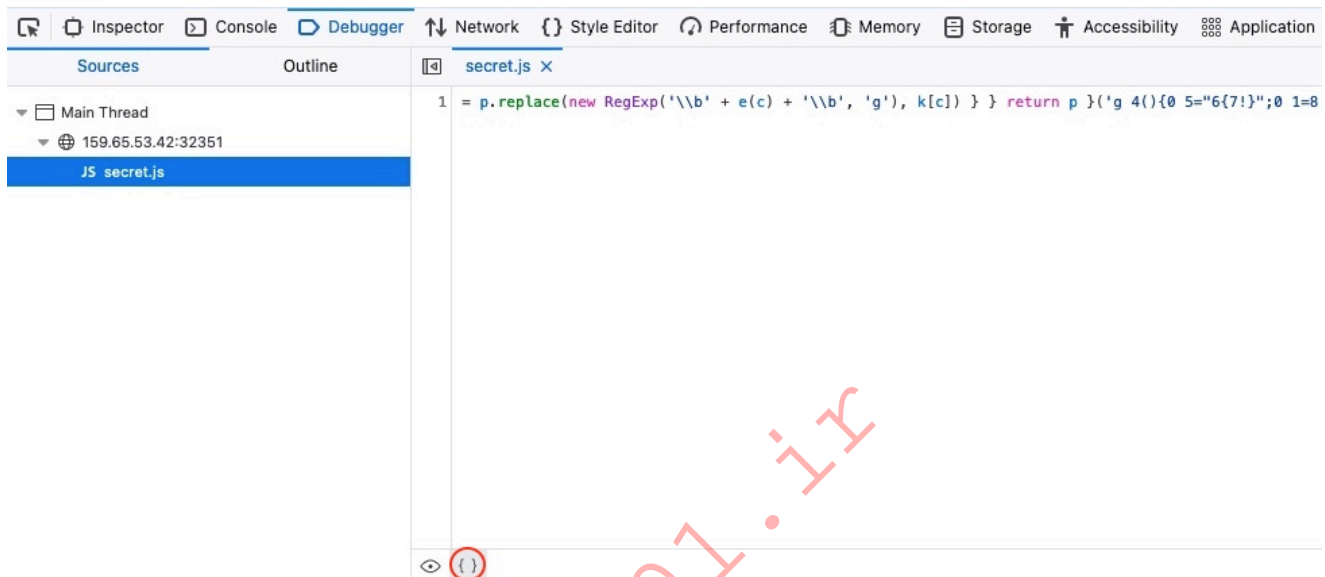 Inspector Console Debugger Network {} Style Editor Performance Memory Storage Accessibility Application
Sources Outline secret.js ×
Main Thread
159.65.53.42:32351
JS secret.js
1 = p.replace(new RegExp('\\b' + e(c) + '\\b', 'g'), k[c]) } } return p }('g 4(){0 5="6{7!}";0 1=8
{ }